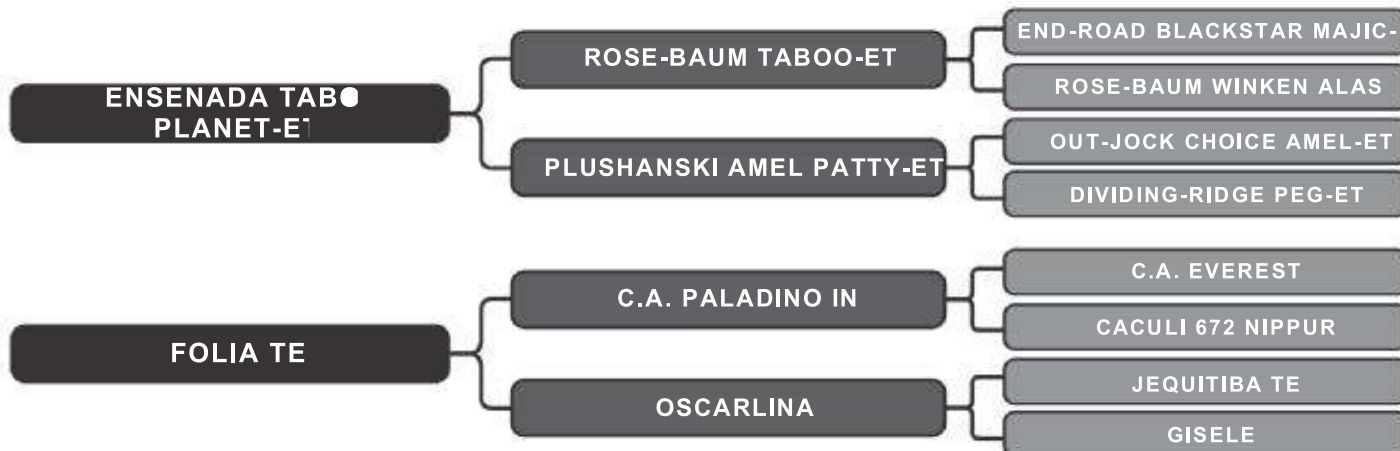 ENSENADA TABO
PLANET-ET
ROSE-BAUM TABOO-ET
PLUSHANSKI AMEL PATTY-ET
END-ROAD BLACKSTAR MAJIC-
ROSE-BAUM WINKEN ALAS
OUT-JOCK CHOICE AMEL-ET
DIVIDING-RIDGE PEG-ET
FOLIA TE
C.A. PALADINO IN
OSCARLINA
C.A. EVEREST
CACULI 672 NIPPUR
JEQUITIBA TE
GISELE